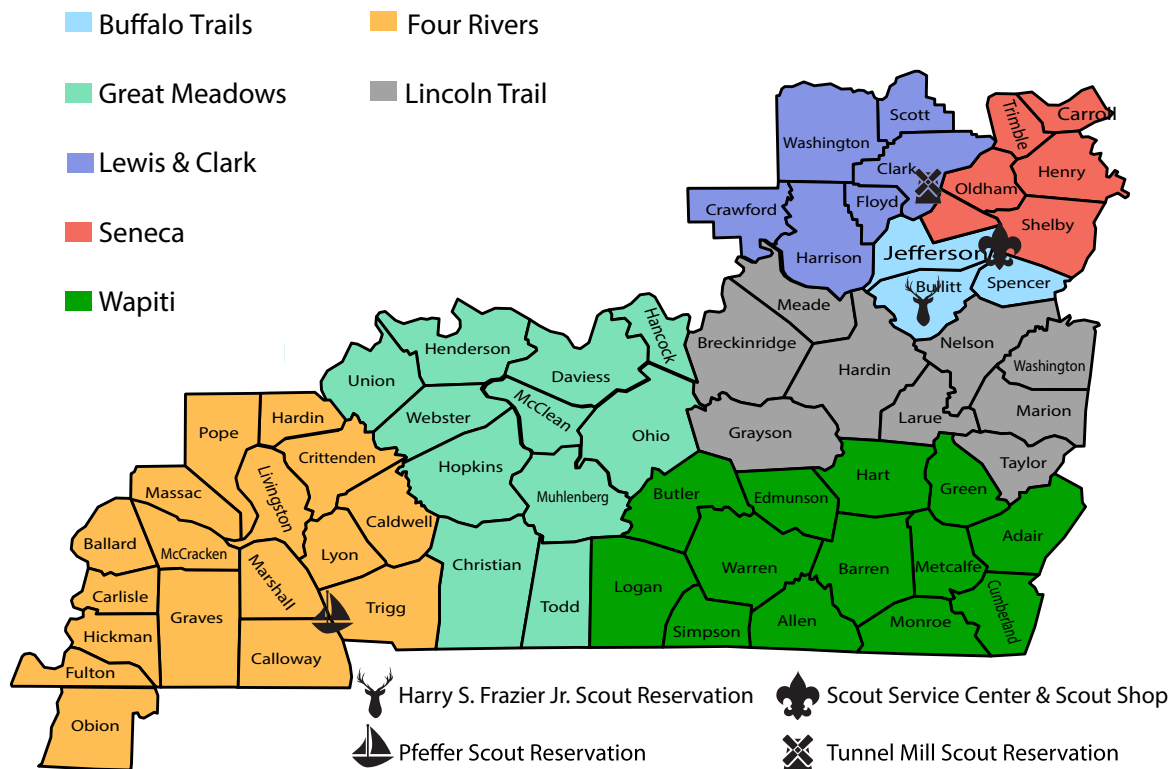 Buffalo Trails
Four Rivers
Great Meadows
Lincoln Trail
Lewis & Clark
Seneca
Wapiti
Scott
Washington
Trimble
Carroll
Clark
Henry
Oldham
Floyd
Crawford
Shelby
Harrison
Jefferson
Bullitt
Spencer
Meade
Hancock
Breckinridge
Nelson
Henderson
Washington
Daviess
Hardin
Union
McClean
Webster
Larue
Marion
Hardin
Pope
Ohio
Grayson
Crittenden
Taylor
Hopkins
Hart
Livingston
Green
Massac
Muhlenberg
Butler
Edmunson
Caldwell
Adair
Ballard
McCracken
Lyon
Marshall
Christian
Warren
Barren
Metcalfe
Carlisle
Logan
Trigg
Todd
Cumberland
Graves
Hickman
Simpson
Allen
Monroe
Calloway
Fulton
Obion
Harry S. Frazier Jr. Scout Reservation
Scout Service Center & Scout Shop
Pfeffer Scout Reservation
Tunnel Mill Scout Reservation